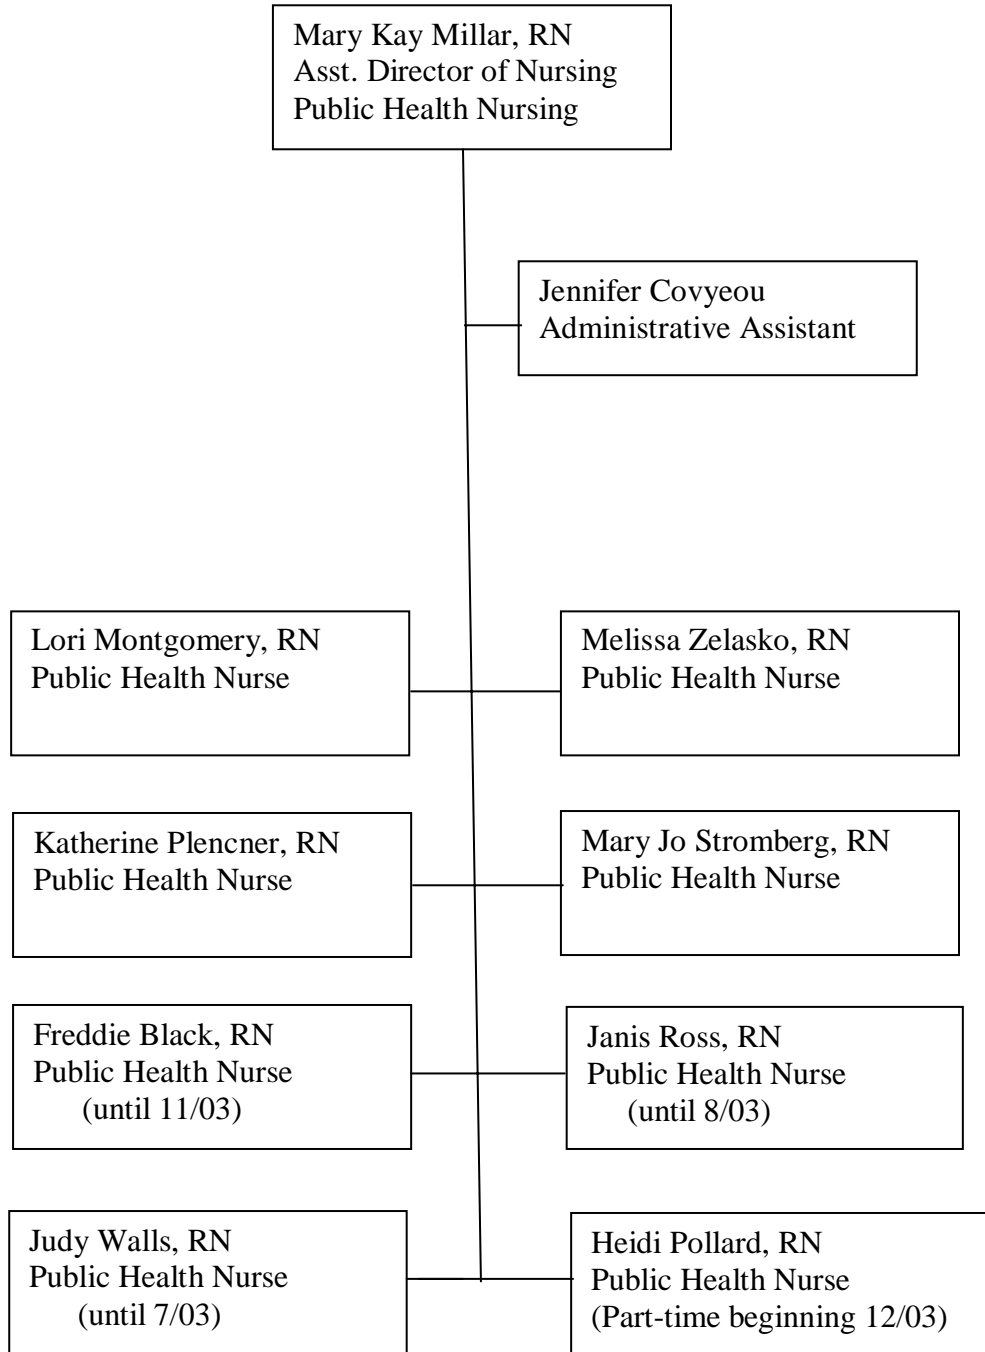 Mary Kay Millar, RN
Asst. Director of Nursing
Public Health Nursing
Jennifer Covyeou
Administrative Assistant
Lori Montgomery, RN
Public Health Nurse
Melissa Zelasko, RN
Public Health Nurse
Katherine Plencner, RN
Public Health Nurse
Mary Jo Stromberg, RN
Public Health Nurse
Freddie Black, RN
Public Health Nurse
(until 11/03)
Janis Ross, RN
Public Health Nurse
(until 8/03)
Judy Walls, RN
Public Health Nurse
(until 7/03)
Heidi Pollard, RN
Public Health Nurse
(Part-time beginning 12/03)